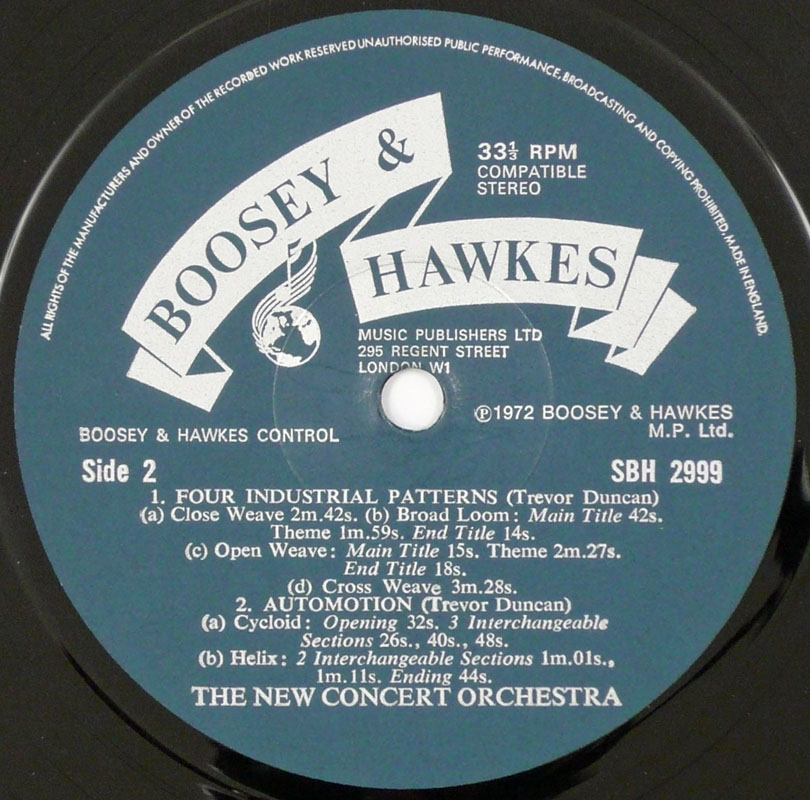 ALL RIGHTS OF THE MANUFACTURERS AND OWNER OF THE RECORDED WORK RESERVED UNAUTHORISED PUBLIC PERFORMANCE, BROADCASTING AND COPYING PROHIBITED. MADE IN ENGLAND.
BOOSEY &
HAWKES
33⅓ RPM
COMPATIBLE
STEREO
MUSIC PUBLISHERS LTD
295 REGENT STREET
LONDON W1
BOOSEY & HAWKES CONTROL
℗1972 BOOSEY & HAWKES
M.P. Ltd.
Side 2
SBH 2999
1. FOUR INDUSTRIAL PATTERNS (Trevor Duncan)
(a) Close Weave 2m.42s. (b) Broad Loom: Main Title 42s.
Theme 1m.59s. End Title 14s.
(c) Open Weave: Main Title 15s. Theme 2m.27s.
End Title 18s.
(d) Cross Weave 3m.28s.
2. AUTOMOTION (Trevor Duncan)
(a) Cycloid: Opening 32s. 3 Interchangeable
Sections 26s., 40s., 48s.
(b) Helix: 2 Interchangeable Sections 1m.01s.,
1m.11s. Ending 44s.
THE NEW CONCERT ORCHESTRA